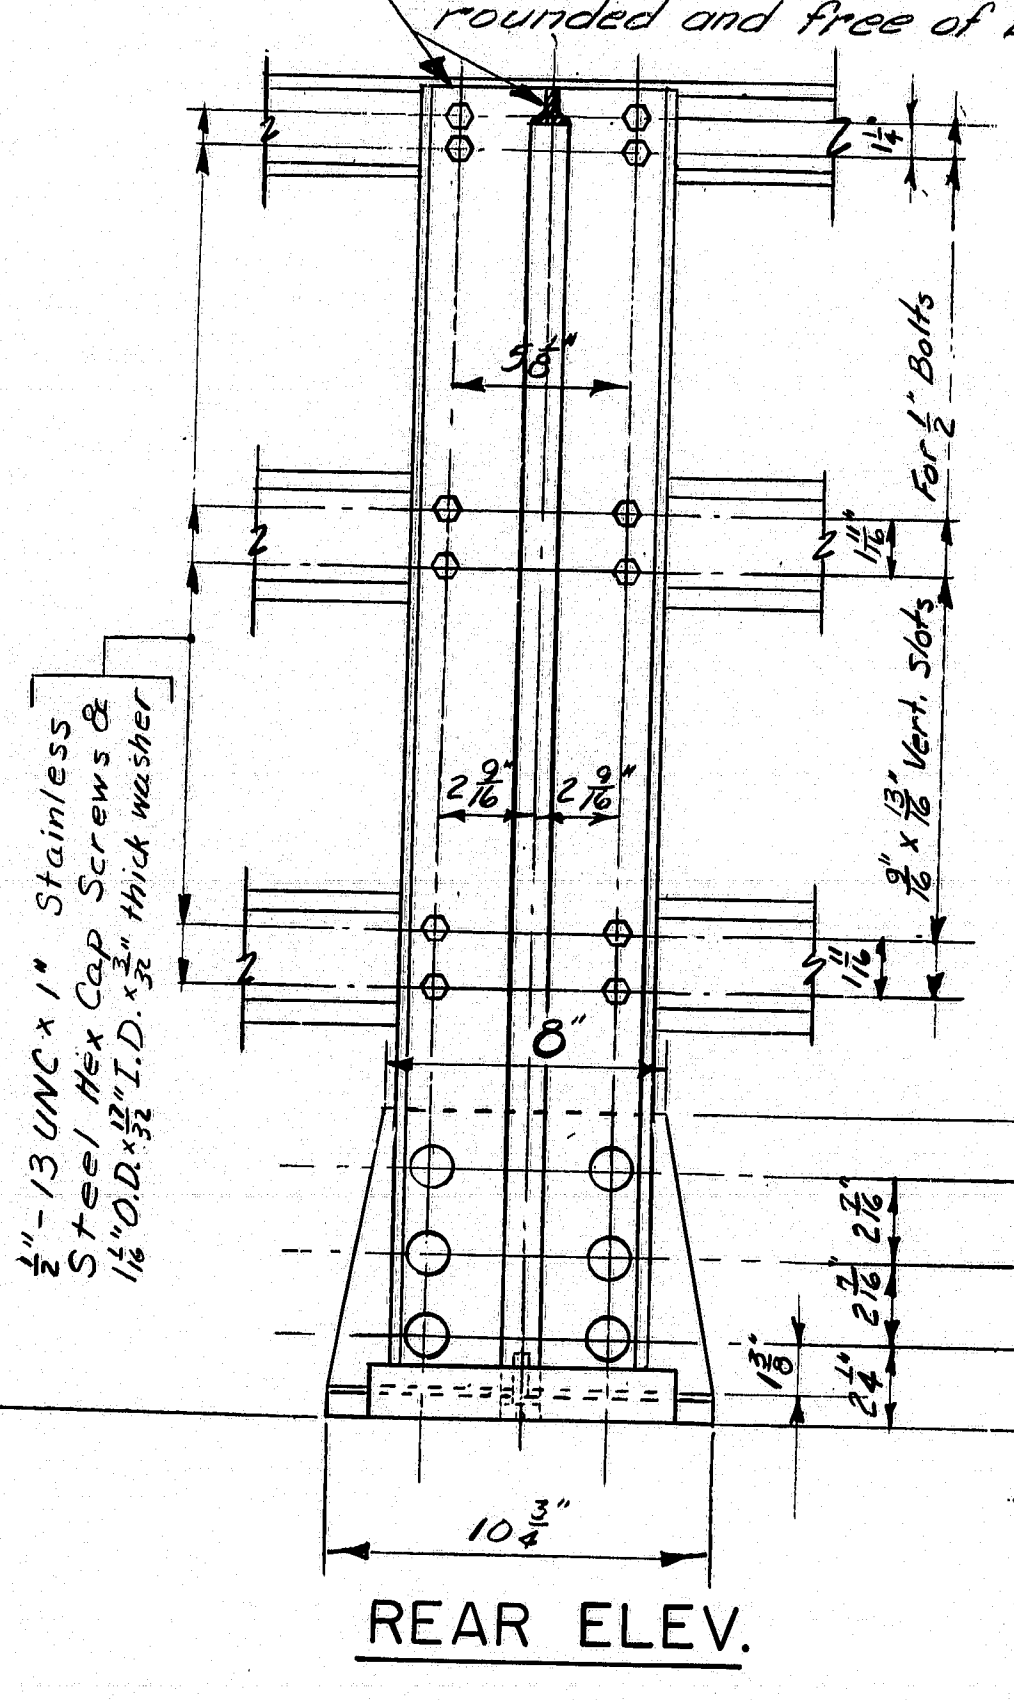 rounded and free of
1 1/4"
5 1/8"
For 1/2" Bolts
1 11/16"
9/16" x 13/16" Vert. Slots
2 9/16" 2 9/16"
1/2"-13 UNC x 1" Stainless
Steel Hex Cap Screws &
1 1/16" O.D. x 17/32" I.D. x 3/32" thick washer
1 11/16"
8"
2 7/16"
2 7/16"
1 3/8"
2 1/4"
10 3/4"
REAR ELEV.